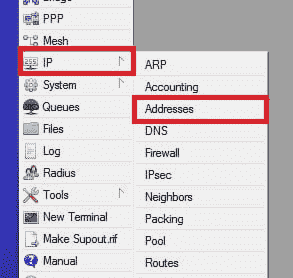 PPP
Mesh
255
IP
System
Queues
Files
Log
Radius
Tools
New Terminal
Make Supout.rif
Manual
ARP
Accounting
Addresses
DNS
Firewall
IPsec
Neighbors
Packing
Pool
Routes